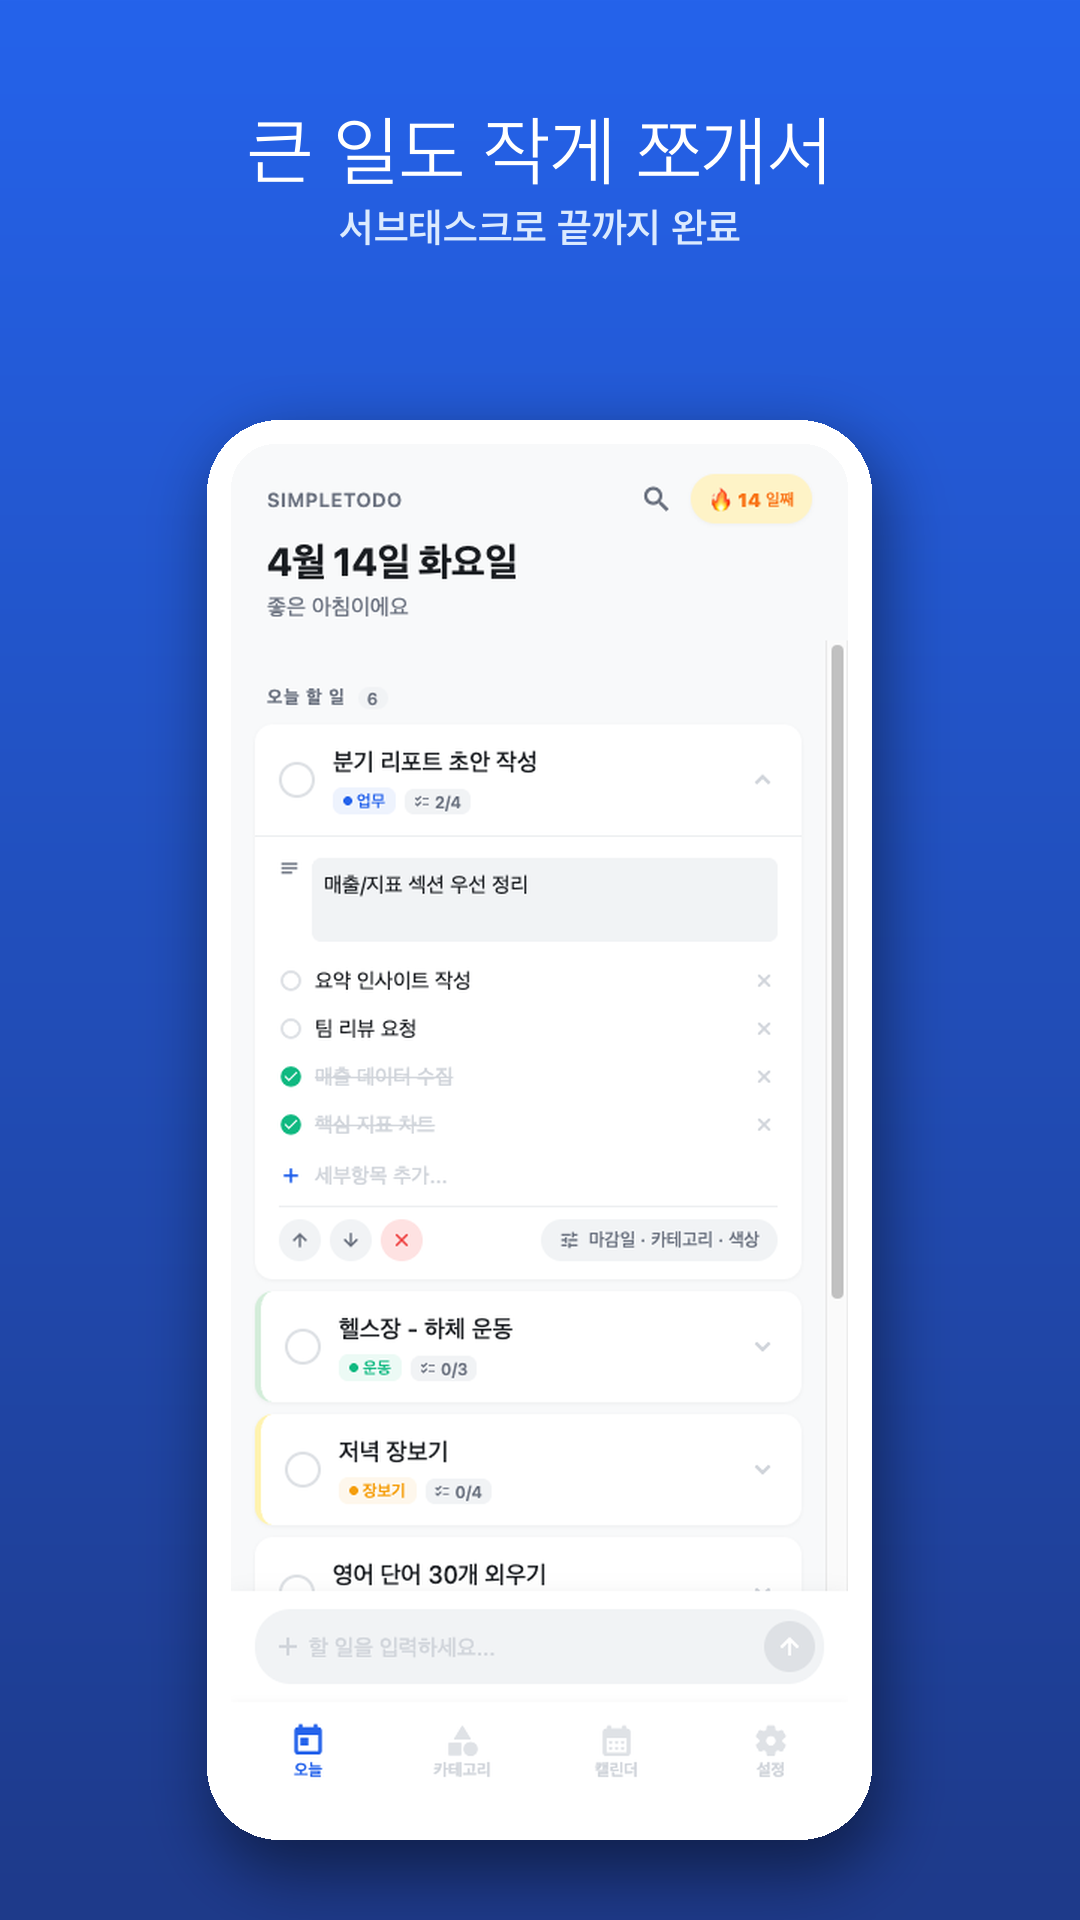 큰 일도 작게 쪼개서
서브태스크로 끝까지 완료
SIMPLETODO
14 일째
4월 14일 화요일
좋은 아침이에요
오늘 할 일 6
분기 리포트 초안 작성
업무 2/4
매출/지표 섹션 우선 정리
요약 인사이트 작성
팀 리뷰 요청
매출 데이터 수집
핵심 지표 차트
세부항목 추가...
마감일 · 카테고리 · 색상
헬스장 - 하체 운동
운동 0/3
저녁 장보기
장보기 0/4
영어 단어 30개 외우기
할 일을 입력하세요...
오늘 카테고리 캘린더 설정